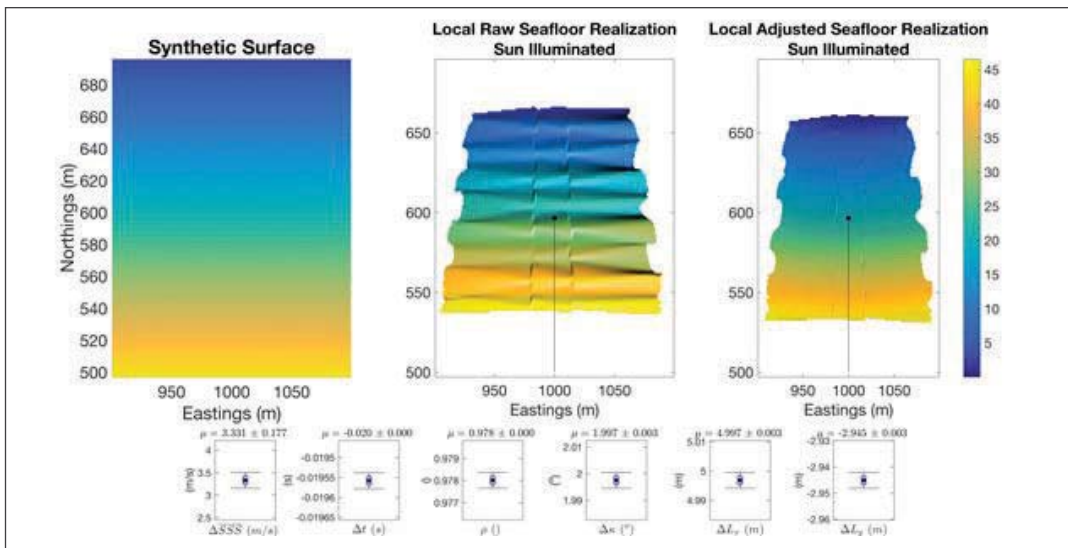 Synthetic Surface
Local Raw Seafloor Realization
Sun Illuminated
Local Adjusted Seafloor Realization
Sun Illuminated
Northings (m)
680
660
640
620
600
580
560
540
520
500
950 1000 1050
Eastings (m)
650
600
550
500
950 1000 1050
Eastings (m)
650
600
550
500
950 1000 1050
Eastings (m)
45
40
35
30
25
20
15
10
5
μ = 3.331 ± 0.177
(m/s)
4
3.5
3
2.5
ΔSSS (m/s)
μ = -0.020 ± 0.000
(s)
-0.0195
-0.01955
-0.0196
-0.01965
Δt (s)
μ = 0.978 ± 0.000
()
0.979
0.978
0.977
ρ ()
μ = 1.997 ± 0.003
(°)
2.01
2
1.99
Δκ (°)
μ = 4.997 ± 0.003
(m)
5.01
5
4.99
μ = -2.945 ± 0.003
(m)
-2.93
-2.94
-2.95
-2.96